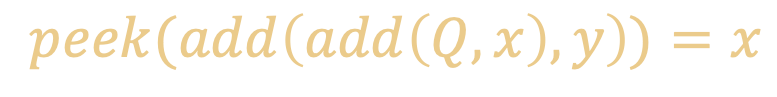 peek(add(add(Q, x), y)) = x